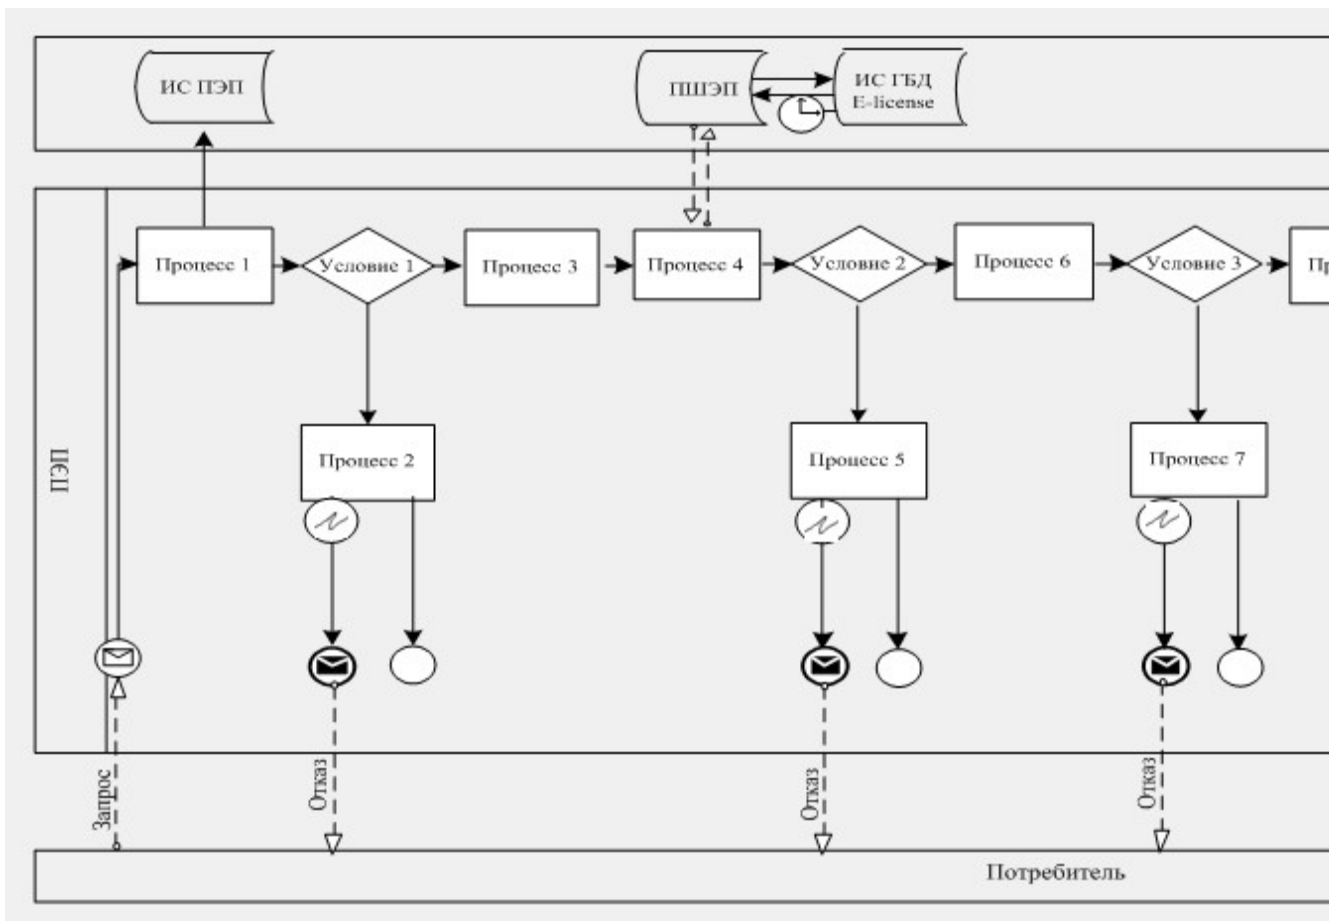 ИС ПЭП
ПШЭП
ИС ГБД
E-license
Процесс 1
Условие 1
Процесс 3
Процесс 4
Условие 2
Процесс 6
Условие 3
Пр
Процесс 2
Процесс 5
Процесс 7
ПЭП
Запрос
Отказ
Отказ
Отказ
Потребитель